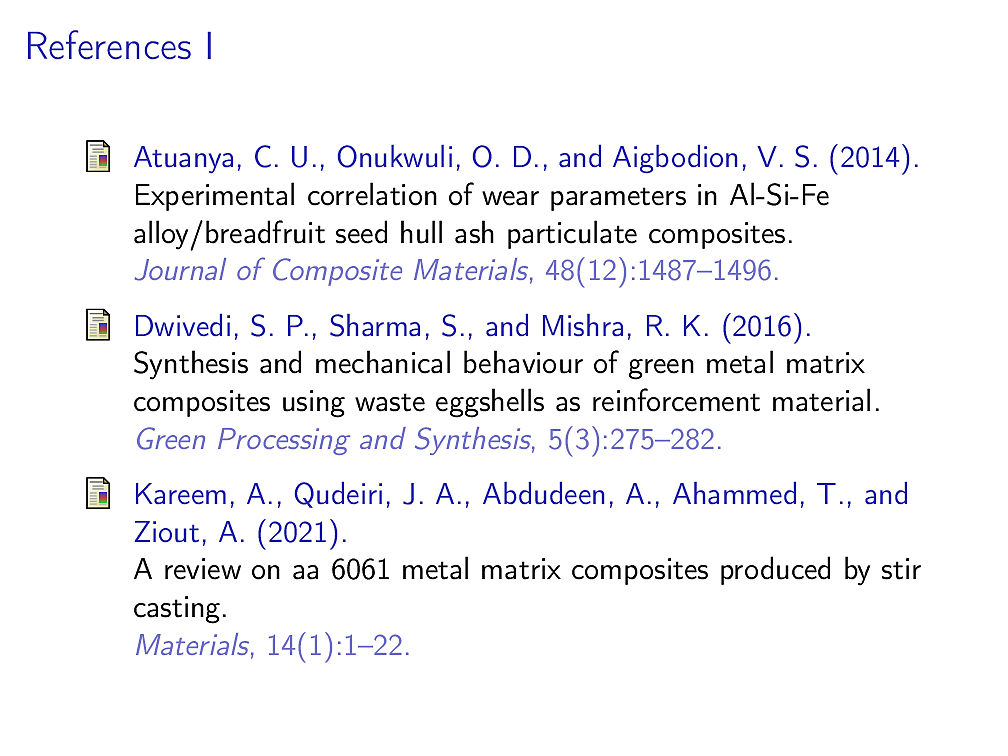 References I
Atuanya, C. U., Onukwuli, O. D., and Aigbodion, V. S. (2014).
Experimental correlation of wear parameters in Al-Si-Fe
alloy/breadfruit seed hull ash particulate composites.
Journal of Composite Materials, 48(12):1487–1496.
Dwivedi, S. P., Sharma, S., and Mishra, R. K. (2016).
Synthesis and mechanical behaviour of green metal matrix
composites using waste eggshells as reinforcement material.
Green Processing and Synthesis, 5(3):275–282.
Kareem, A., Qudeiri, J. A., Abdudeen, A., Ahammed, T., and
Ziout, A. (2021).
A review on aa 6061 metal matrix composites produced by stir
casting.
Materials, 14(1):1–22.